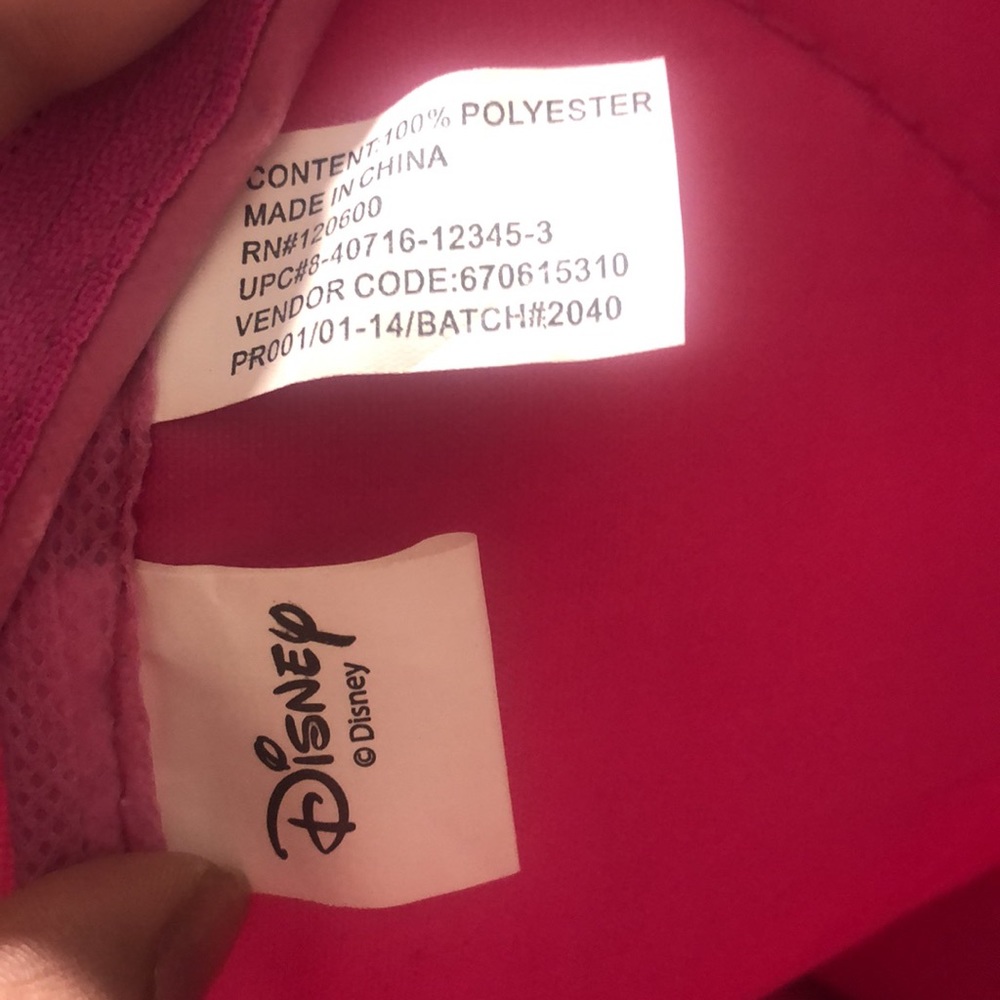 CONTENT:100% POLYESTER
MADE IN CHINA
RN#120600
UPC#8-40716-12345-3
VENDOR CODE:670615310
PR001/01-14/BATCH#2040
Disney
© Disney